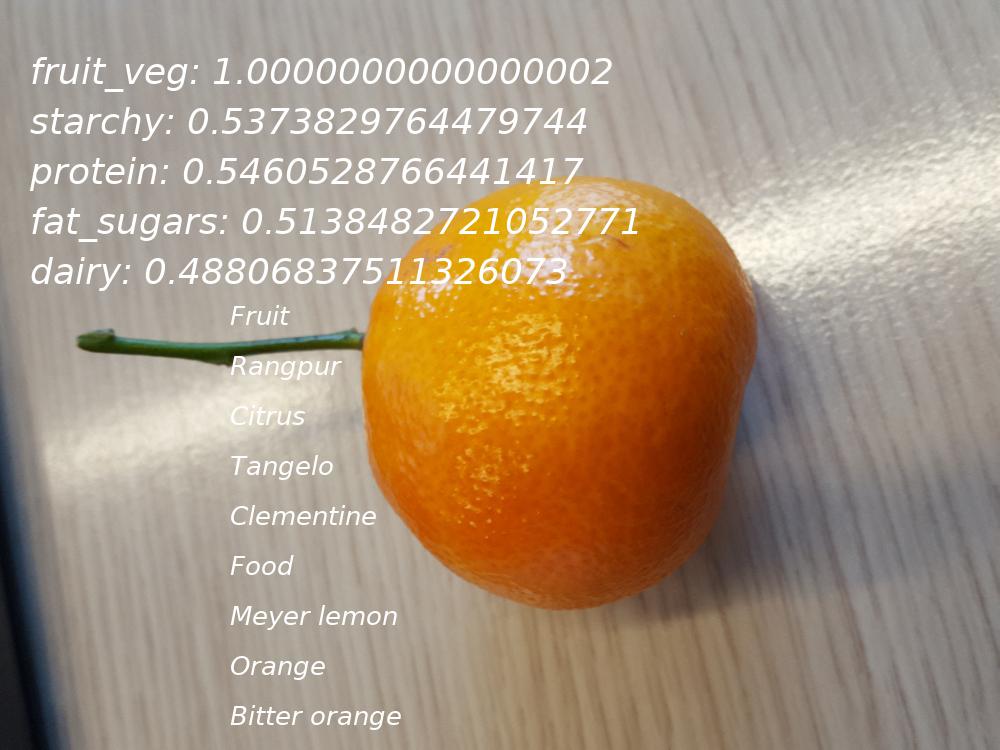 fruit_veg: 1.0000000000000002
starchy: 0.5373829764479744
protein: 0.5460528766441417
fat_sugars: 0.5138482721052771
dairy: 0.48806837511326073
Fruit
Rangpur
Citrus
Tangelo
Clementine
Food
Meyer lemon
Orange
Bitter orange